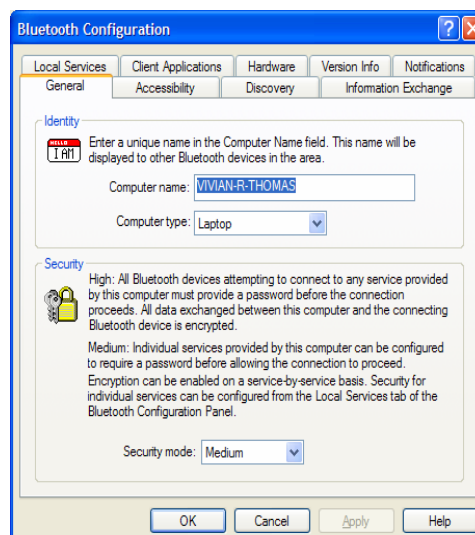 Bluetooth Configuration
Local Services Client Applications Hardware Version Info Notifications
General Accessibility Discovery Information Exchange
Identity
HELLO
I AM
Enter a unique name in the Computer Name field. This name will be
displayed to other Bluetooth devices in the area.
Computer name: VIVIAN-R-THOMAS
Computer type: Laptop
Security
High: All Bluetooth devices attempting to connect to any service provided
by this computer must provide a password before the connection
proceeds. All data exchanged between this computer and the connecting
Bluetooth device is encrypted.
Medium: Individual services provided by this computer can be configured
to require a password before allowing the connection to proceed.
Encryption can be enabled on a service-by-service basis. Security for
individual services can be configured from the Local Services tab of the
Bluetooth Configuration Panel.
Security mode: Medium
OK Cancel Apply Help